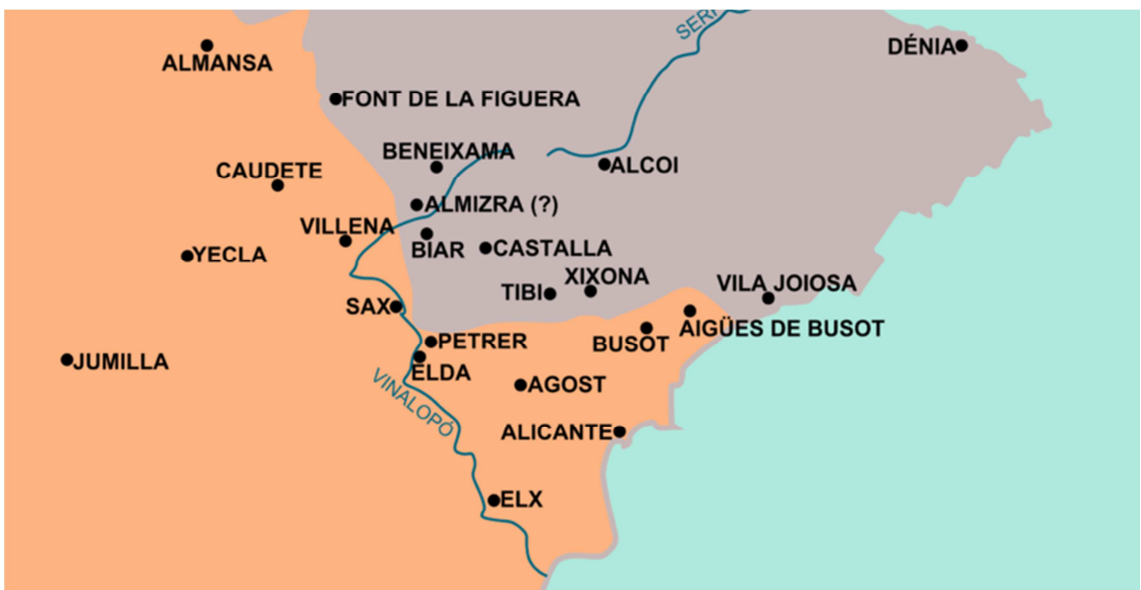 SERP
DÉNIA
ALMANSA
FONT DE LA FIGUERA
BENEIXAMA
ALCOI
CAUDETE
ALMIZRA (?)
VILLENA
BIAR
CASTALLA
YECLA
XIXONA
TIBI
VILA JOIOSA
SAX
AIGÜES DE BUSOT
PETRER
BUSOT
JUMILLA
ELDA
AGOST
VINALOPÓ
ALICANTE
ELX